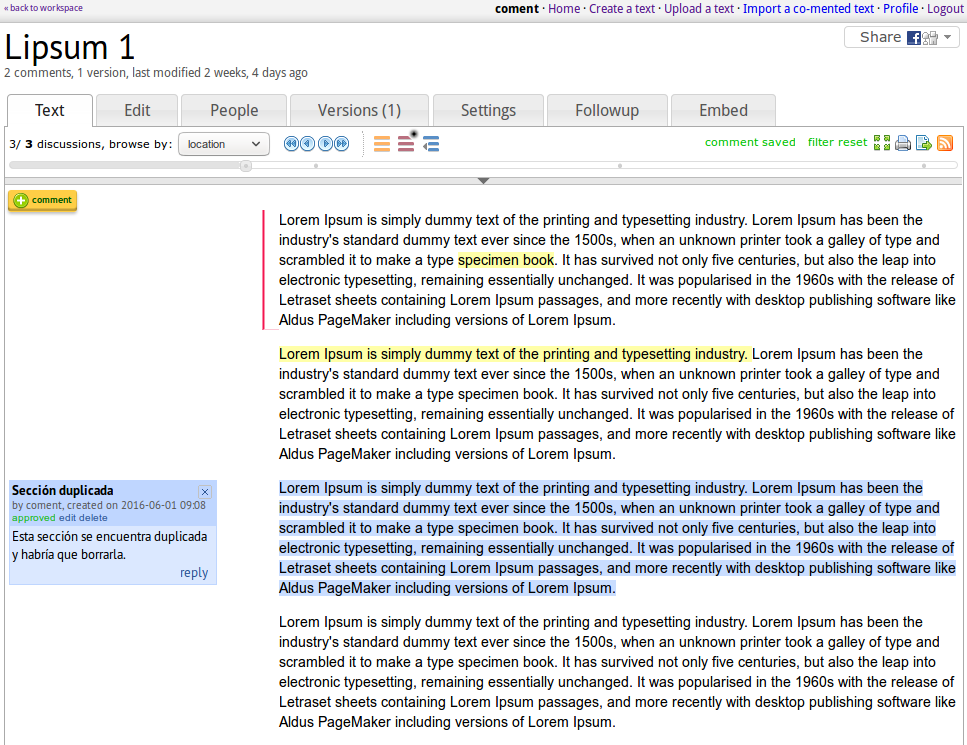 « back to workspace
coment · Home · Create a text · Upload a text · Import a co-mented text · Profile · Logout
Lipsum 1
Share
2 comments, 1 version, last modified 2 weeks, 4 days ago
Text Edit People Versions (1) Settings Followup Embed
3/ 3 discussions, browse by: location
comment saved filter reset
comment
Lorem Ipsum is simply dummy text of the printing and typesetting industry. Lorem Ipsum has been the
industry's standard dummy text ever since the 1500s, when an unknown printer took a galley of type and
scrambled it to make a type specimen book. It has survived not only five centuries, but also the leap into
electronic typesetting, remaining essentially unchanged. It was popularised in the 1960s with the release of
Letraset sheets containing Lorem Ipsum passages, and more recently with desktop publishing software like
Aldus PageMaker including versions of Lorem Ipsum.
Lorem Ipsum is simply dummy text of the printing and typesetting industry. Lorem Ipsum has been the
industry's standard dummy text ever since the 1500s, when an unknown printer took a galley of type and
scrambled it to make a type specimen book. It has survived not only five centuries, but also the leap into
electronic typesetting, remaining essentially unchanged. It was popularised in the 1960s with the release of
Letraset sheets containing Lorem Ipsum passages, and more recently with desktop publishing software like
Aldus PageMaker including versions of Lorem Ipsum.
Sección duplicada
by coment, created on 2016-06-01 09:08
approved edit delete
Esta sección se encuentra duplicada
y habría que borrarla.
reply
Lorem Ipsum is simply dummy text of the printing and typesetting industry. Lorem Ipsum has been the
industry's standard dummy text ever since the 1500s, when an unknown printer took a galley of type and
scrambled it to make a type specimen book. It has survived not only five centuries, but also the leap into
electronic typesetting, remaining essentially unchanged. It was popularised in the 1960s with the release of
Letraset sheets containing Lorem Ipsum passages, and more recently with desktop publishing software like
Aldus PageMaker including versions of Lorem Ipsum.
Lorem Ipsum is simply dummy text of the printing and typesetting industry. Lorem Ipsum has been the
industry's standard dummy text ever since the 1500s, when an unknown printer took a galley of type and
scrambled it to make a type specimen book. It has survived not only five centuries, but also the leap into
electronic typesetting, remaining essentially unchanged. It was popularised in the 1960s with the release of
Letraset sheets containing Lorem Ipsum passages, and more recently with desktop publishing software like
Aldus PageMaker including versions of Lorem Ipsum.